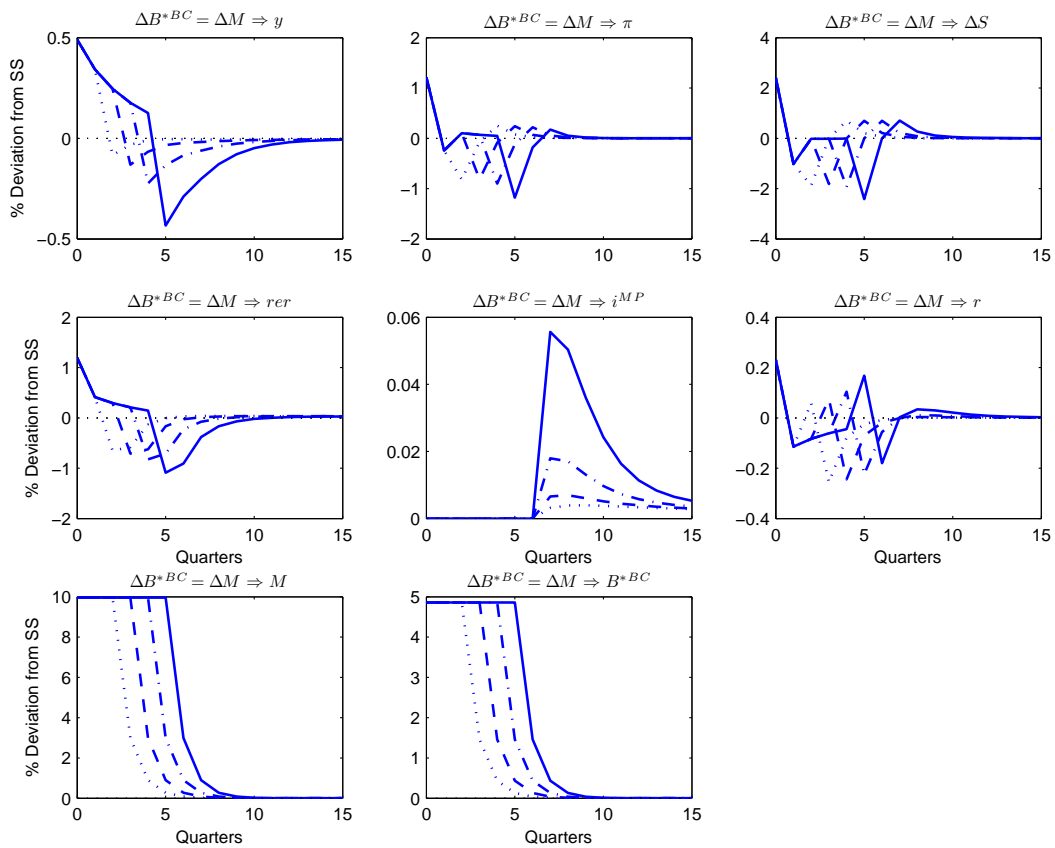 ΔB*BC = ΔM ⇒ y
ΔB*BC = ΔM ⇒ π
ΔB*BC = ΔM ⇒ ΔS
% Deviation from SS
0.5
0
−0.5
0 5 10 15
2
1
0
−1
−2
0 5 10 15
4
2
0
−2
−4
0 5 10 15
ΔB*BC = ΔM ⇒ rer
ΔB*BC = ΔM ⇒ iMP
ΔB*BC = ΔM ⇒ r
% Deviation from SS
2
1
0
−1
−2
0 5 10 15
Quarters
0.06
0.04
0.02
0
0 5 10 15
Quarters
0.4
0.2
0
−0.2
−0.4
0 5 10 15
Quarters
ΔB*BC = ΔM ⇒ M
ΔB*BC = ΔM ⇒ B*BC
% Deviation from SS
10
8
6
4
2
0
0 5 10 15
Quarters
5
4
3
2
1
0
0 5 10 15
Quarters